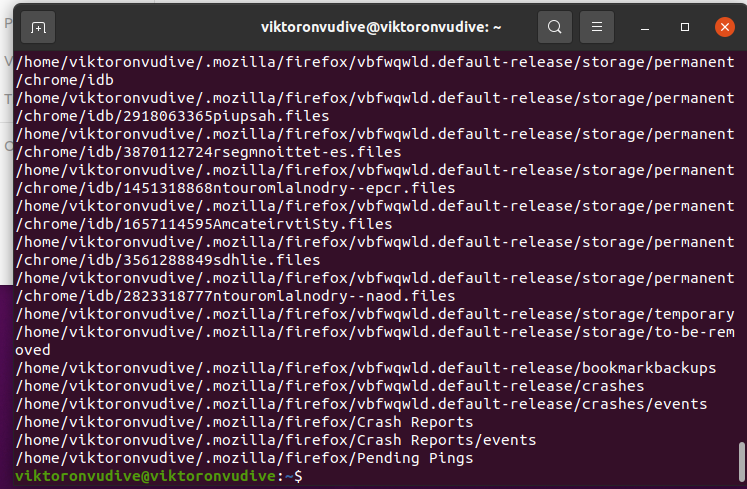 viktoronvudive@viktoronvudive: ~
/home/viktoronvudive/.mozilla/firefox/vbfwqwld.default-release/storage/permanent
/chrome/idb
/home/viktoronvudive/.mozilla/firefox/vbfwqwld.default-release/storage/permanent
/chrome/idb/2918063365piupsah.files
/home/viktoronvudive/.mozilla/firefox/vbfwqwld.default-release/storage/permanent
/chrome/idb/3870112724rsegmnoittet-es.files
/home/viktoronvudive/.mozilla/firefox/vbfwqwld.default-release/storage/permanent
/chrome/idb/1451318868ntouromlalnodry--epcr.files
/home/viktoronvudive/.mozilla/firefox/vbfwqwld.default-release/storage/permanent
/chrome/idb/1657114595AmcateirvtiSty.files
/home/viktoronvudive/.mozilla/firefox/vbfwqwld.default-release/storage/permanent
/chrome/idb/3561288849sdhlie.files
/home/viktoronvudive/.mozilla/firefox/vbfwqwld.default-release/storage/permanent
/chrome/idb/2823318777ntouromlalnodry--naod.files
/home/viktoronvudive/.mozilla/firefox/vbfwqwld.default-release/storage/temporary
/home/viktoronvudive/.mozilla/firefox/vbfwqwld.default-release/storage/to-be-rem
oved
/home/viktoronvudive/.mozilla/firefox/vbfwqwld.default-release/bookmarkbackups
/home/viktoronvudive/.mozilla/firefox/vbfwqwld.default-release/crashes
/home/viktoronvudive/.mozilla/firefox/vbfwqwld.default-release/crashes/events
/home/viktoronvudive/.mozilla/firefox/Crash Reports
/home/viktoronvudive/.mozilla/firefox/Crash Reports/events
/home/viktoronvudive/.mozilla/firefox/Pending Pings
viktoronvudive@viktoronvudive:~$